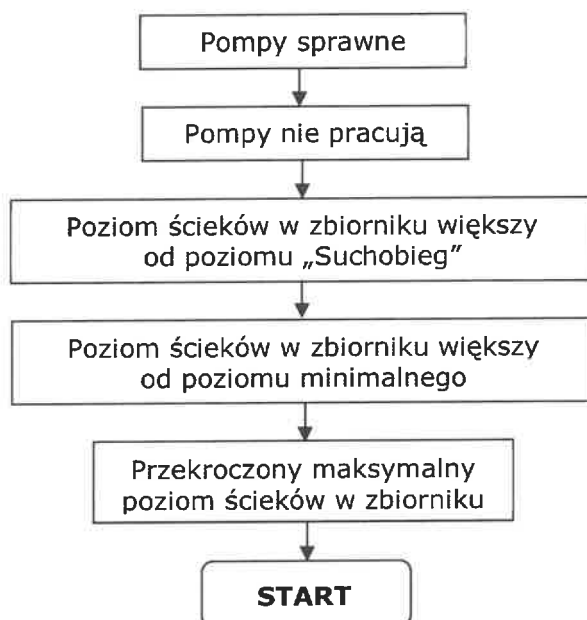 Pompy sprawne
Pompy nie pracują
Poziom ścieków w zbiorniku większy
od poziomu „Suchobieg”
Poziom ścieków w zbiorniku większy
od poziomu minimalnego
Przekroczony maksymalny
poziom ścieków w zbiorniku
START